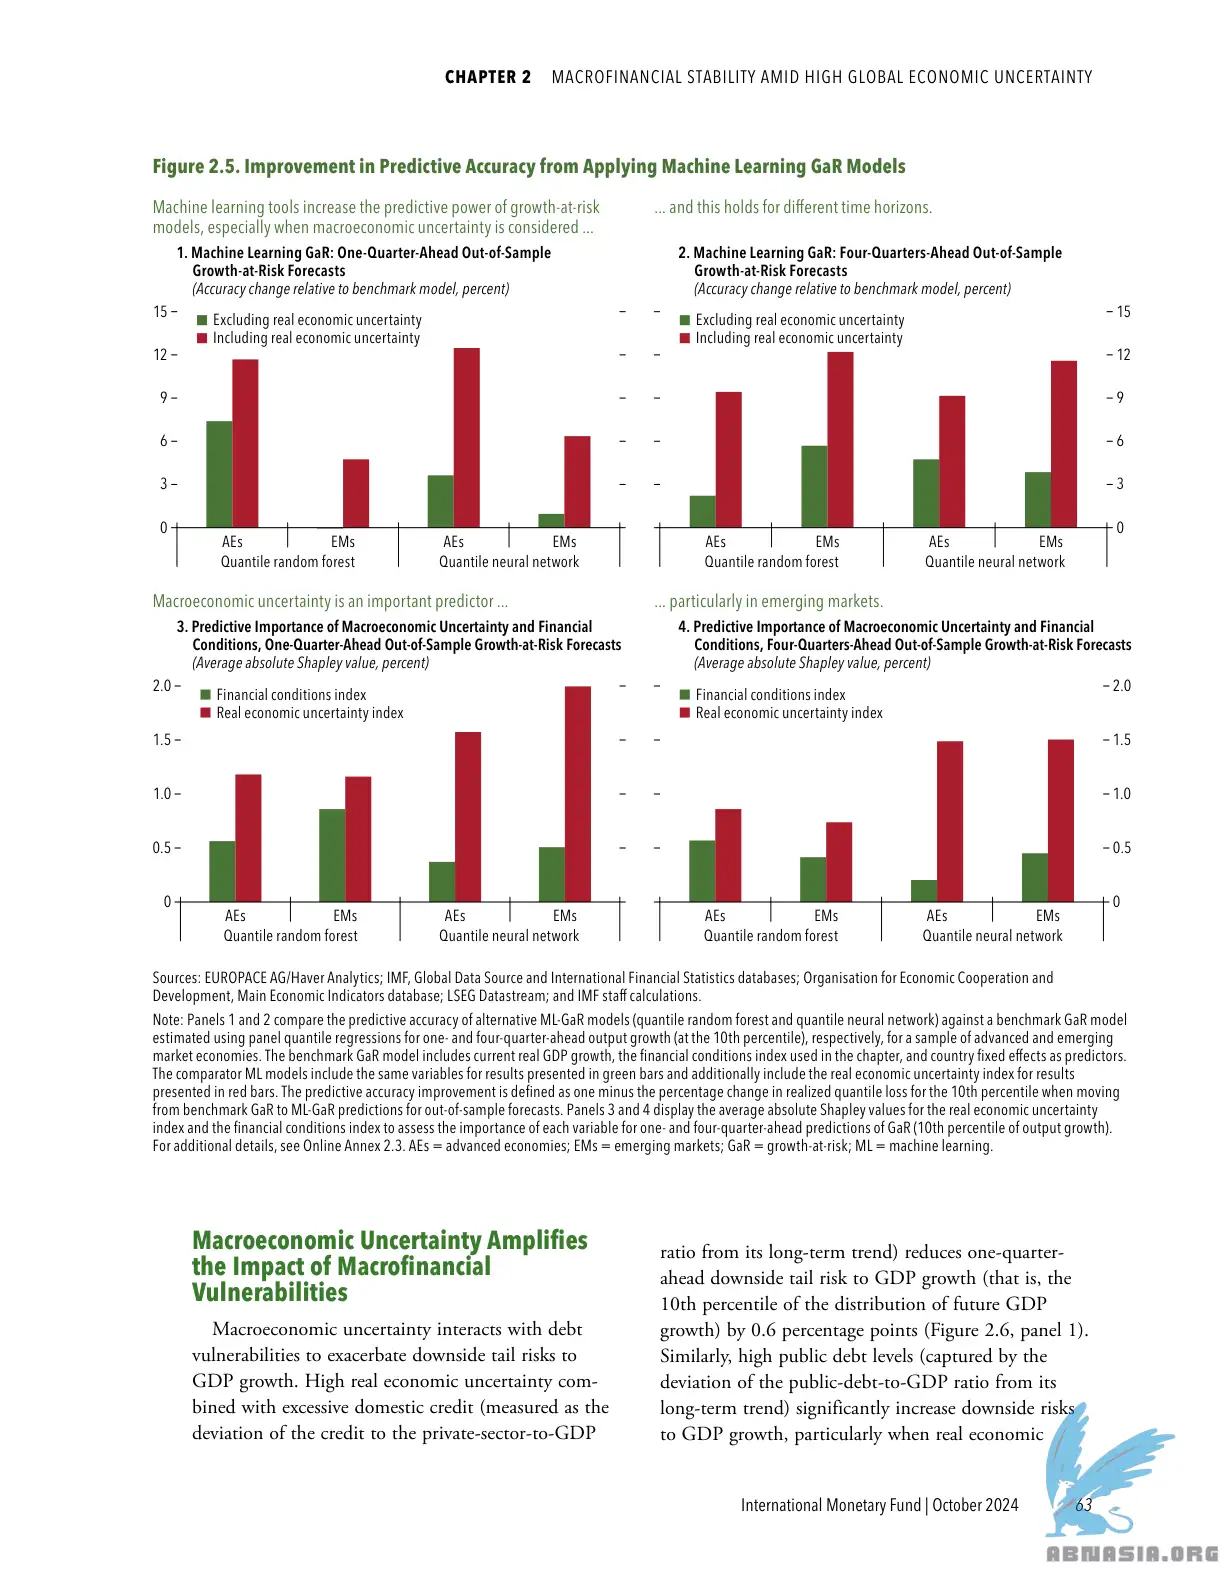 CHAPTER 2 MACROFINANCIAL STABILITY AMID HIGH GLOBAL ECONOMIC UNCERTAINTY
Figure 2.5. Improvement in Predictive Accuracy from Applying Machine Learning GaR Models
Machine learning tools increase the predictive power of growth-at-risk
models, especially when macroeconomic uncertainty is considered ...
1. Machine Learning GaR: One-Quarter-Ahead Out-of-Sample
Growth-at-Risk Forecasts
(Accuracy change relative to benchmark model, percent)
15
Excluding real economic uncertainty
Including real economic uncertainty
12
9
6
3
0
AEs EMs AEs EMs
Quantile random forest Quantile neural network
... and this holds for different time horizons.
2. Machine Learning GaR: Four-Quarters-Ahead Out-of-Sample
Growth-at-Risk Forecasts
(Accuracy change relative to benchmark model, percent)
15
Excluding real economic uncertainty
Including real economic uncertainty
12
9
6
3
0
AEs EMs AEs EMs
Quantile random forest Quantile neural network
Macroeconomic uncertainty is an important predictor ...
3. Predictive Importance of Macroeconomic Uncertainty and Financial
Conditions, One-Quarter-Ahead Out-of-Sample Growth-at-Risk Forecasts
(Average absolute Shapley value, percent)
2.0
Financial conditions index
Real economic uncertainty index
1.5
1.0
0.5
0
AEs EMs AEs EMs
Quantile random forest Quantile neural network
... particularly in emerging markets.
4. Predictive Importance of Macroeconomic Uncertainty and Financial
Conditions, Four-Quarters-Ahead Out-of-Sample Growth-at-Risk Forecasts
(Average absolute Shapley value, percent)
2.0
Financial conditions index
Real economic uncertainty index
1.5
1.0
0.5
0
AEs EMs AEs EMs
Quantile random forest Quantile neural network
Sources: EUROPACE AG/Haver Analytics; IMF, Global Data Source and International Financial Statistics databases; Organisation for Economic Cooperation and
Development, Main Economic Indicators database; LSEG Datastream; and IMF staff calculations.
Note: Panels 1 and 2 compare the predictive accuracy of alternative ML-GaR models (quantile random forest and quantile neural network) against a benchmark GaR model
estimated using panel quantile regressions for one- and four-quarter-ahead output growth (at the 10th percentile), respectively, for a sample of advanced and emerging
market economies. The benchmark GaR model includes current real GDP growth, the financial conditions index used in the chapter, and country fixed effects as predictors.
The comparator ML models include the same variables for results presented in green bars and additionally include the real economic uncertainty index for results
presented in red bars. The predictive accuracy improvement is defined as one minus the percentage change in realized quantile loss for the 10th percentile when moving
from benchmark GaR to ML-GaR predictions for out-of-sample forecasts. Panels 3 and 4 display the average absolute Shapley values for the real economic uncertainty
index and the financial conditions index to assess the importance of each variable for one- and four-quarter-ahead predictions of GaR (10th percentile of output growth).
For additional details, see Online Annex 2.3. AEs = advanced economies; EMs = emerging markets; GaR = growth-at-risk; ML = machine learning.
Macroeconomic Uncertainty Amplifies
the Impact of Macrofinancial
Vulnerabilities
Macroeconomic uncertainty interacts with debt
vulnerabilities to exacerbate downside tail risks to
GDP growth. High real economic uncertainty com-
bined with excessive domestic credit (measured as the
deviation of the credit to the private-sector-to-GDP
ratio from its long-term trend) reduces one-quarter-
ahead downside tail risk to GDP growth (that is, the
10th percentile of the distribution of future GDP
growth) by 0.6 percentage points (Figure 2.6, panel 1).
Similarly, high public debt levels (captured by the
deviation of the public-debt-to-GDP ratio from its
long-term trend) significantly increase downside risks
to GDP growth, particularly when real economic
International Monetary Fund | October 2024 63
ABNASIA.ORG